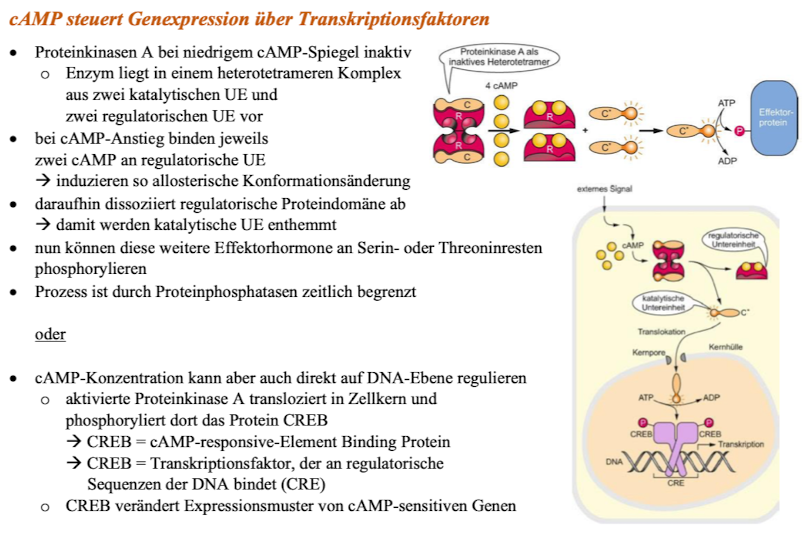 cAMP steuert Genexpression über Transkriptionsfaktoren
• Proteinkinasen A bei niedrigem cAMP-Spiegel inaktiv
o Enzym liegt in einem heterotetrameren Komplex
aus zwei katalytischen UE und
zwei regulatorischen UE vor
• bei cAMP-Anstieg binden jeweils
zwei cAMP an regulatorische UE
→ induzieren so allosterische Konformationsänderung
• daraufhin dissoziiert regulatorische Proteindomäne ab
→ damit werden katalytische UE enthemmt
• nun können diese weitere Effektorhormone an Serin- oder Threoninresten
phosphorylieren
• Prozess ist durch Proteinphosphatasen zeitlich begrenzt
oder
• cAMP-Konzentration kann aber auch direkt auf DNA-Ebene regulieren
o aktivierte Proteinkinase A transloziert in Zellkern und
phosphoryliert dort das Protein CREB
→ CREB = cAMP-responsive-Element Binding Protein
→ CREB = Transkriptionsfaktor, der an regulatorische
Sequenzen der DNA bindet (CRE)
o CREB verändert Expressionsmuster von cAMP-sensitiven Genen
Proteinkinase A als
inaktives Heterotetramer
4 cAMP
C
R
R
C
R
R
+
C*
C*
C*
ATP
P
ADP
Effektor-
protein
externes Signal
cAMP
regulatorische
Untereinheit
katalytische
Untereinheit
C*
Translokation
Kernpore
Kernhülle
ATP
ADP
P
P
CREB
CREB
Transkription
DNA
CRE